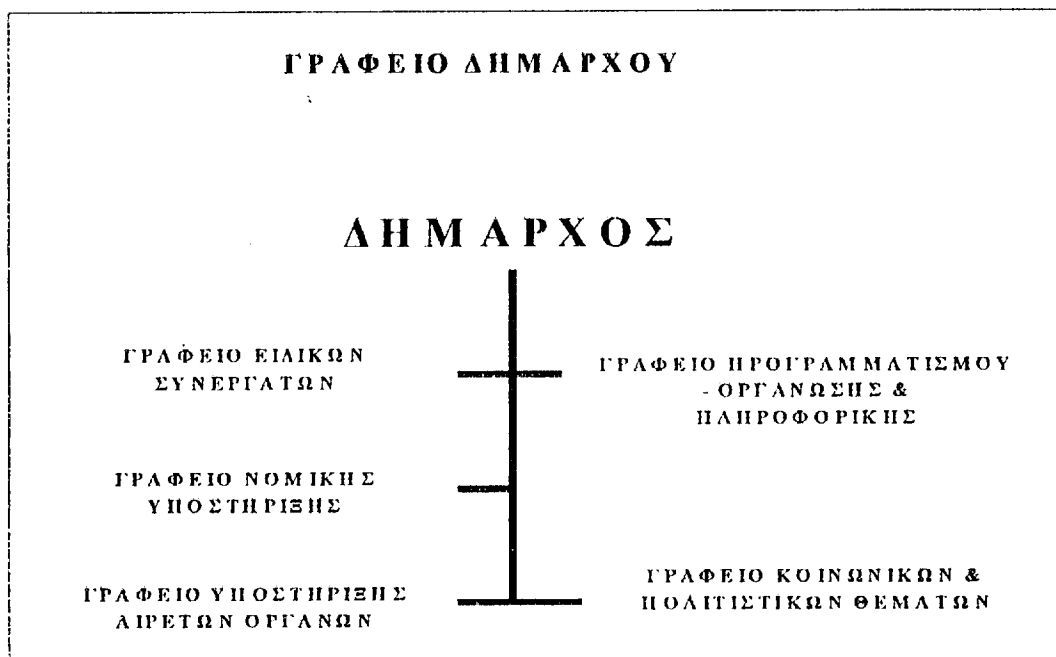 ΓΡΑΦΕΙΟ ΔΗΜΑΡΧΟΥ
ΔΗΜΑΡΧΟΣ
ΓΡΑΦΕΙΟ ΕΙΔΙΚΩΝ
ΣΥΝΕΡΓΑΤΩΝ
ΓΡΑΦΕΙΟ ΠΡΟΓΡΑΜΜΑΤΙΣΜΟΥ
- ΟΡΓΑΝΩΣΗΣ &
ΠΛΗΡΟΦΟΡΙΚΗΣ
ΓΡΑΦΕΙΟ ΝΟΜΙΚΗΣ
ΥΠΟΣΤΗΡΙΞΗΣ
ΓΡΑΦΕΙΟ ΥΠΟΣΤΗΡΙΞΗΣ
ΑΙΡΕΤΩΝ ΟΡΓΑΝΩΝ
ΓΡΑΦΕΙΟ ΚΟΙΝΩΝΙΚΩΝ &
ΠΟΛΙΤΙΣΤΙΚΩΝ ΘΕΜΑΤΩΝ